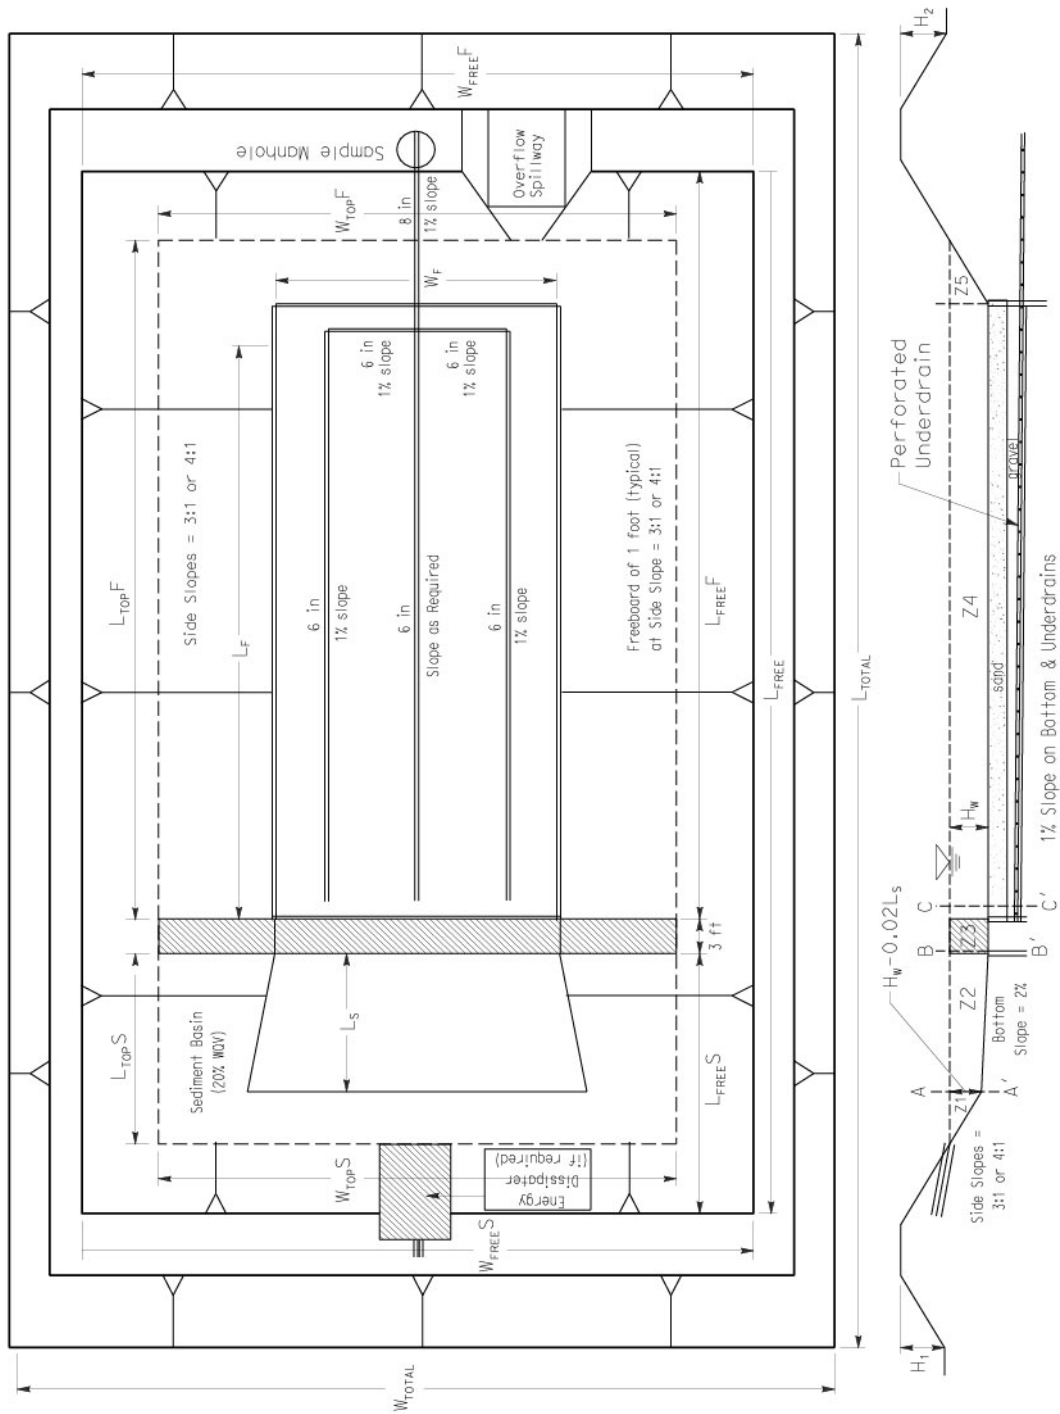 W_TOTAL
W_FREE S
W_TOP S
Energy
Dissipater
(if required)
L_TOP S
Sediment Basin
(20% WQV)
L_S
L_FREE S
3 ft
L_TOP F
Side Slopes = 3:1 or 4:1
L_F
6 in
1% slope
6 in
Slope as Required
6 in
1% slope
6 in
1% slope
6 in
1% slope
Freeboard of 1 foot (typical)
at Side Slope = 3:1 or 4:1
L_FREE F
W_F
W_TOP F
8 in
1% slope
Sample Manhole
Overflow
Spillway
W_FREE F
L_FREE
L_TOTAL
H_1
Side Slopes =
3:1 or 4:1
A
Z1
A'
H_W-0.02L_S
Z2
Bottom
Slope = 2%
B
Z3
B'
C
C'
H_W
Z4
sand
gravel
Perforated
Underdrain
Z5
H_2
1% Slope on Bottom & Underdrains